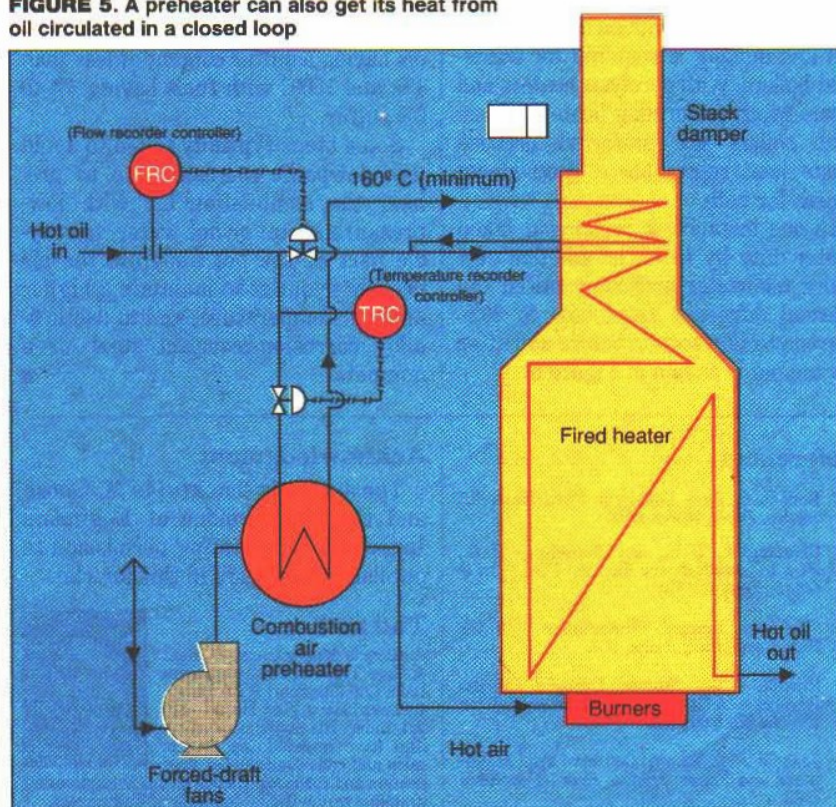 FIGURE 5. A preheater can also get its heat from
oil circulated in a closed loop
Stack
damper
(Flow recorder controller)
FRC
160º C (minimum)
Hot oil
in
(Temperature recorder
controller)
TRC
Fired heater
Combustion
air
preheater
Hot oil
out
Burners
Hot air
Forced-draft
fans